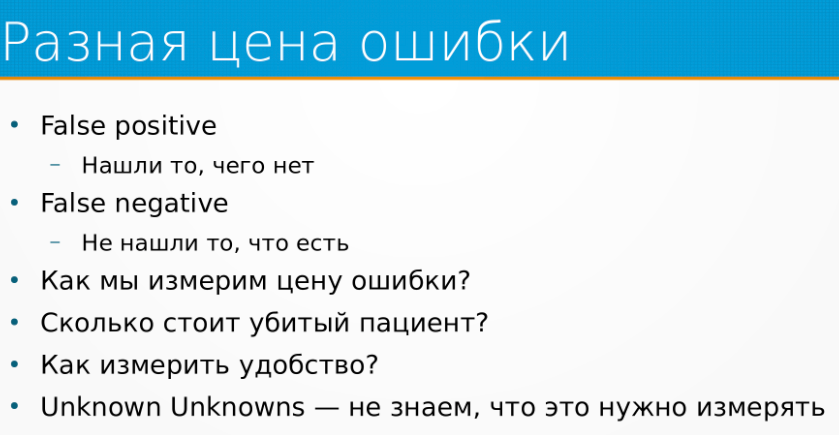 Разная цена ошибки
• False positive
– Нашли то, чего нет
• False negative
– Не нашли то, что есть
• Как мы измерим цену ошибки?
• Сколько стоит убитый пациент?
• Как измерить удобство?
• Unknown Unknowns — не знаем, что это нужно измерять